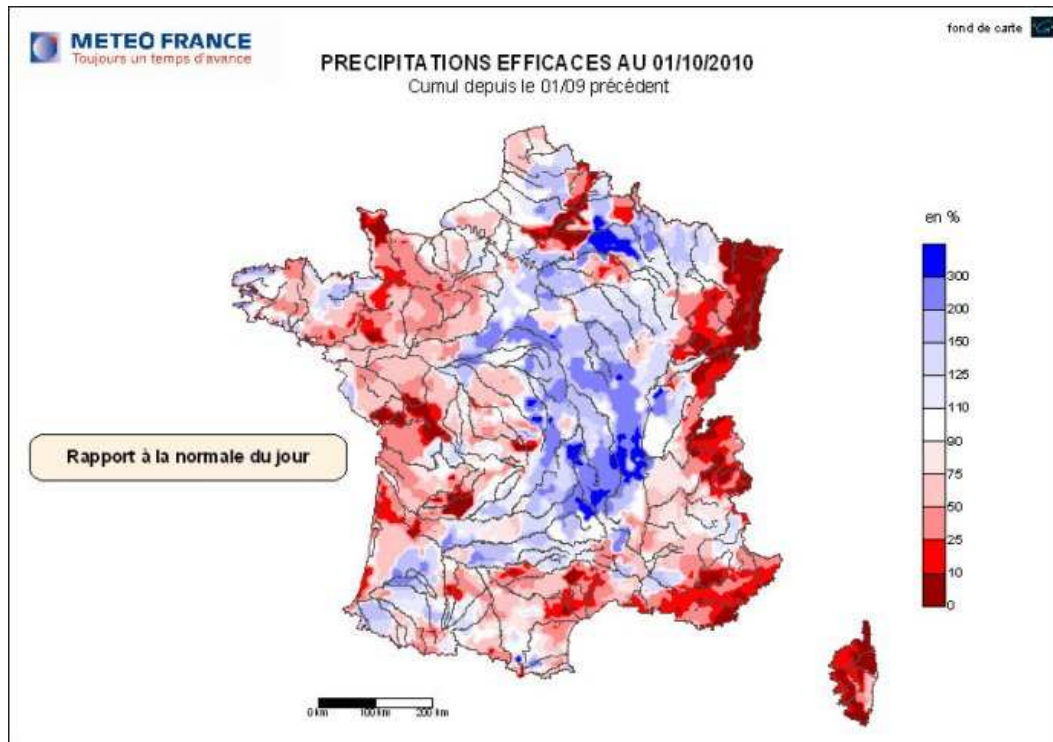 METEO FRANCE
Toujours un temps d'avance
fond de carte
PRECIPITATIONS EFFICACES AU 01/10/2010
Cumul depuis le 01/09 précédent
en %
300
200
150
125
110
90
75
50
25
10
0
Rapport à la normale du jour
0 km 100 km 200 km